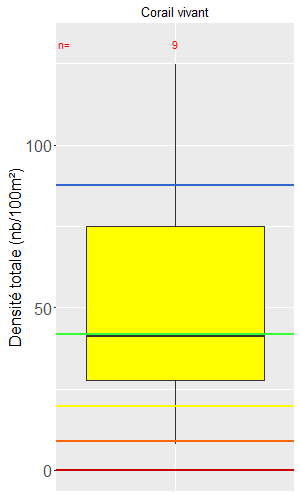 Corail vivant
n= 9
100
50
0
Densité totale (nb/100m²)